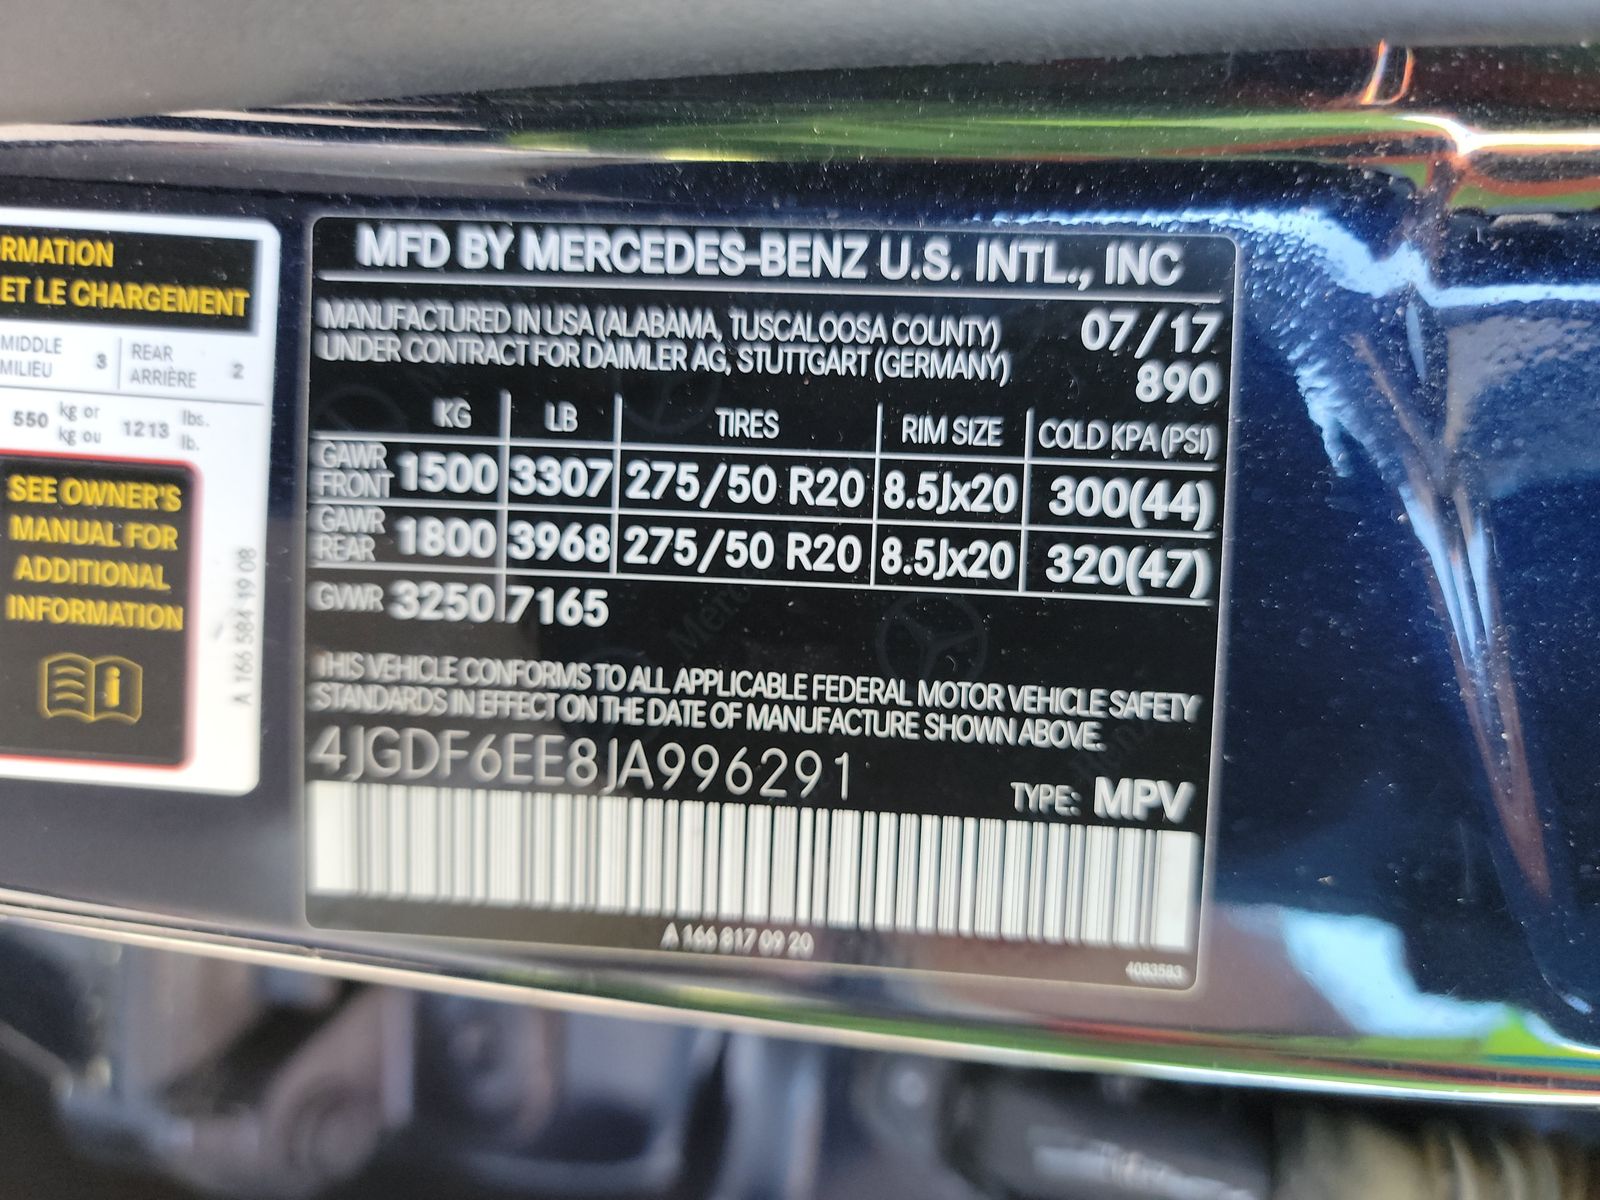 RMATION
ET LE CHARGEMENT
MIDDLE
MILIEU 3
REAR
ARRIÈRE 2
550 kg or
kg ou 1213 lbs.
lb.
SEE OWNER'S
MANUAL FOR
ADDITIONAL
INFORMATION
i
A 166 584 19 08
MFD BY MERCEDES-BENZ U.S. INTL., INC
MANUFACTURED IN USA (ALABAMA, TUSCALOOSA COUNTY) 07/17
UNDER CONTRACT FOR DAIMLER AG, STUTTGART (GERMANY) 890
KG LB TIRES RIM SIZE COLD KPA (PSI)
GAWR FRONT 1500 3307 275/50 R20 8.5Jx20 300(44)
GAWR REAR 1800 3968 275/50 R20 8.5Jx20 320(47)
GVWR 3250 7165
THIS VEHICLE CONFORMS TO ALL APPLICABLE FEDERAL MOTOR VEHICLE SAFETY
STANDARDS IN EFFECT ON THE DATE OF MANUFACTURE SHOWN ABOVE.
4JGDF6EE8JA996291
TYPE: MPV
A 166 817 09 20
4083583